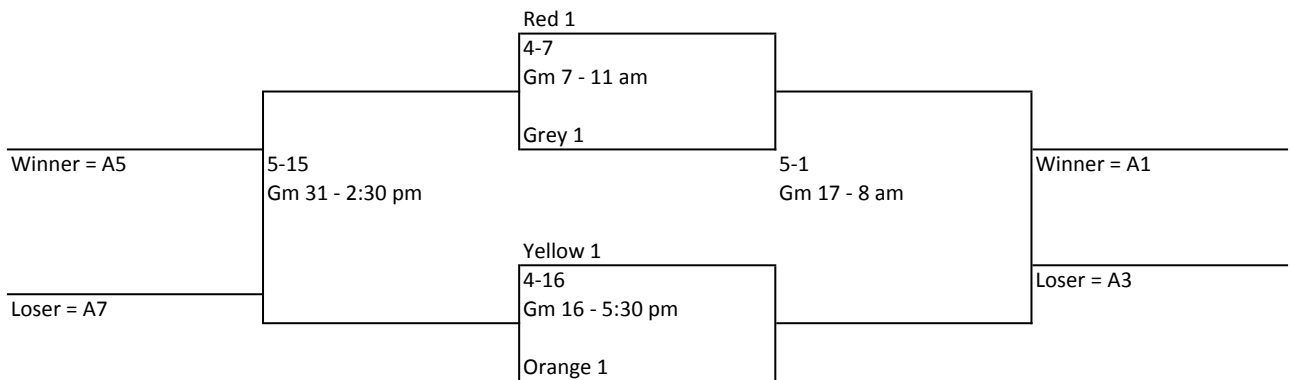 Red 1
4-7
Gm 7 - 11 am
Grey 1
Winner = A5
5-15
Gm 31 - 2:30 pm
5-1
Gm 17 - 8 am
Winner = A1
Yellow 1
4-16
Gm 16 - 5:30 pm
Loser = A7
Loser = A3
Orange 1